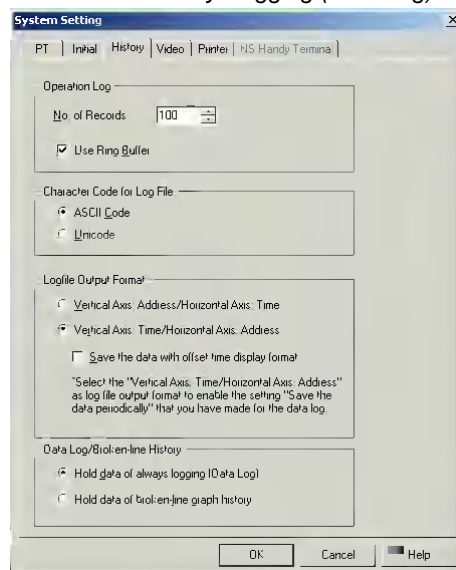 System Setting
PT Initial History Video Printer NS Handy Terminal
Operation Log
No. of Records 100
Use Ring Buffer
Character Code for Log File
ASCII Code
Unicode
Logfile Output Format
Vertical Axis: Address/Horizontal Axis: Time
Vertical Axis: Time/Horizontal Axis: Address
Save the data with offset time display format
*Select the "Vertical Axis: Time/Horizontal Axis: Address"
as log file output format to enable the setting "Save the
data periodically" that you have made for the data log.
Data Log/Broken-line History
Hold data of always logging (Data Log)
Hold data of broken-line graph history
OK Cancel Help